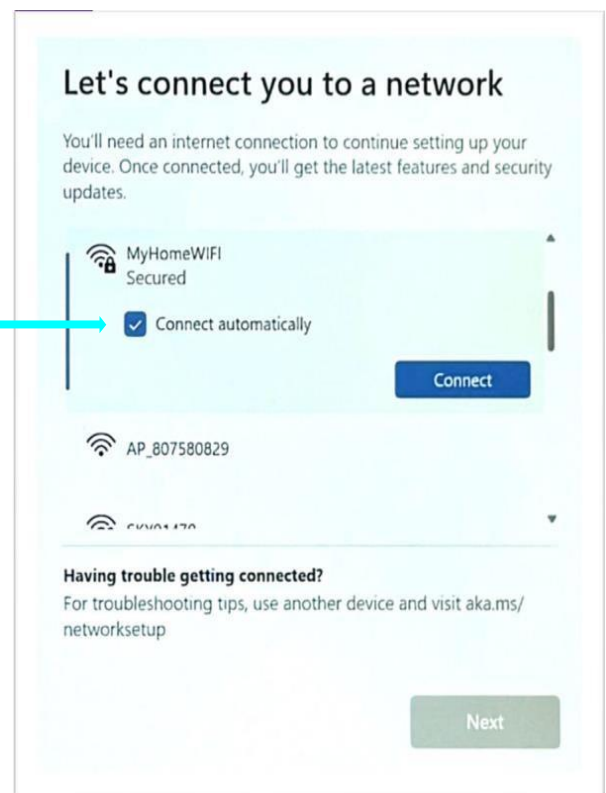 Let's connect you to a network
You'll need an internet connection to continue setting up your
device. Once connected, you'll get the latest features and security
updates.
MyHomeWIFI
Secured
Connect automatically
Connect
AP_807580829
Having trouble getting connected?
For troubleshooting tips, use another device and visit aka.ms/
networksetup
Next